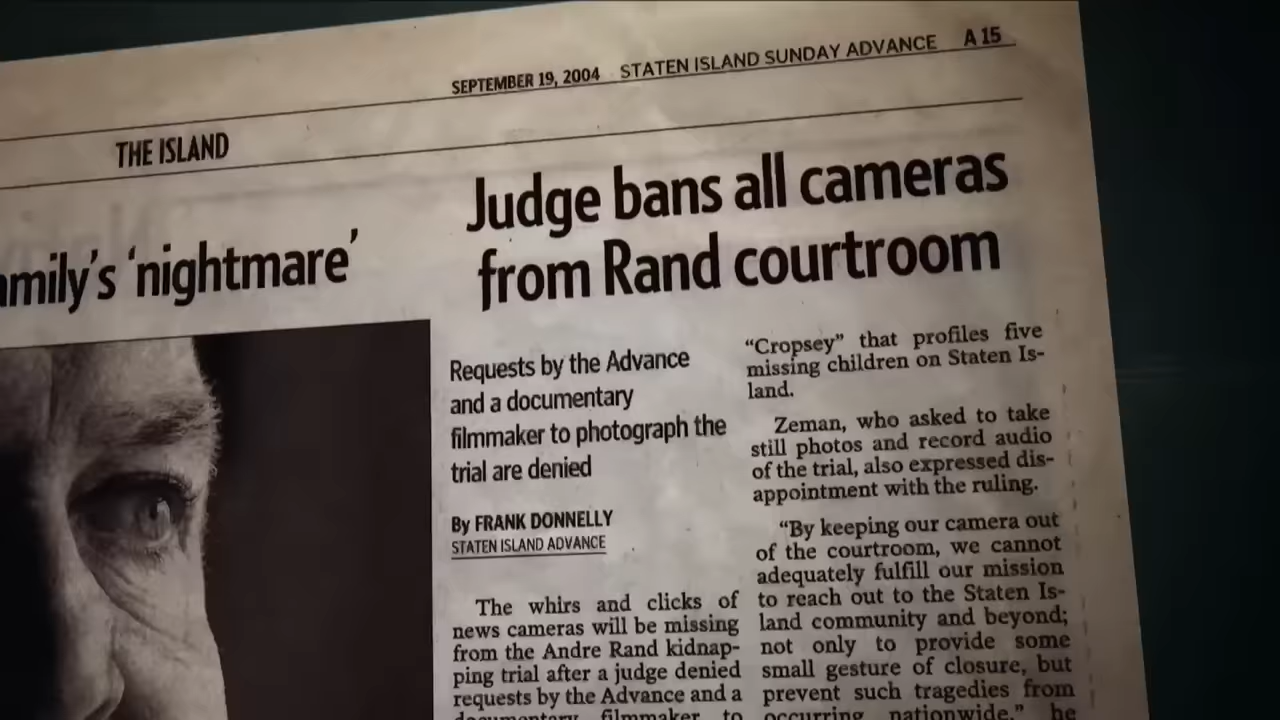 SEPTEMBER 19, 2004 STATEN ISLAND SUNDAY ADVANCE A 15
THE ISLAND
amily's 'nightmare'
Judge bans all cameras
from Rand courtroom
Requests by the Advance
and a documentary
filmmaker to photograph the
trial are denied
By FRANK DONNELLY
STATEN ISLAND ADVANCE
The whirs and clicks of
news cameras will be missing
from the Andre Rand kidnap-
ping trial after a judge denied
requests by the Advance and a
documentary filmmaker to
"Cropsey" that profiles five
missing children on Staten Is-
land.
Zeman, who asked to take
still photos and record audio
of the trial, also expressed dis-
appointment with the ruling.
"By keeping our camera out
of the courtroom, we cannot
adequately fulfill our mission
to reach out to the Staten Is-
land community and beyond;
not only to provide some
small gesture of closure, but
prevent such tragedies from
occurring nationwide," he